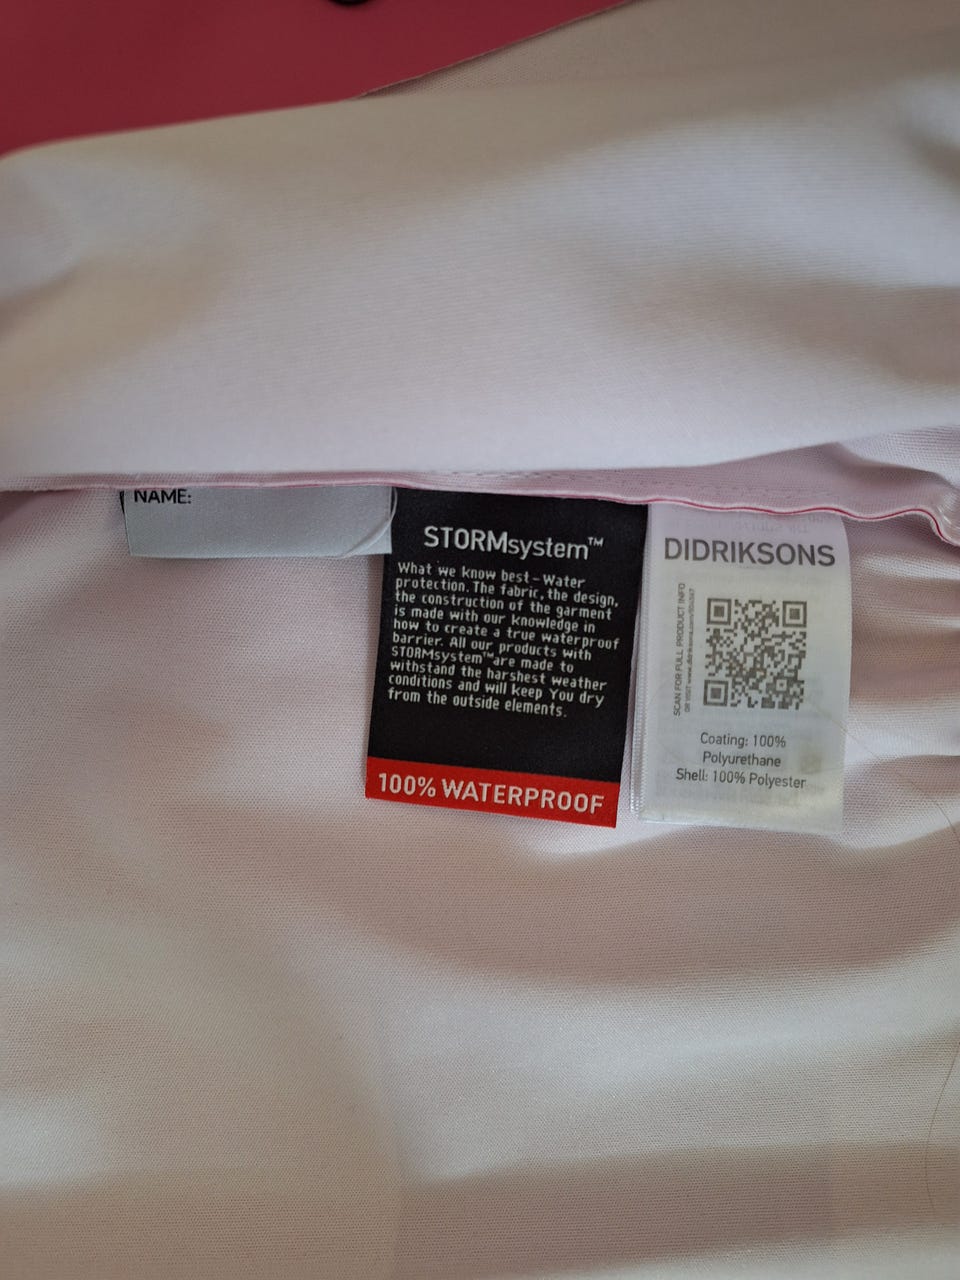 NAME:
STORMsystem™
What we know best – Water
protection. The fabric, the design,
the construction of the garment
is made with our knowledge in
how to create a true waterproof
barrier. All our products with
STORMsystem™ are made to
withstand the harshest weather
conditions and will keep You dry
from the outside elements.
100% WATERPROOF
DIDRIKSONS
SCAN FOR FULL PRODUCT INFO
OR VISIT
Coating: 100%
Polyurethane
Shell: 100% Polyester